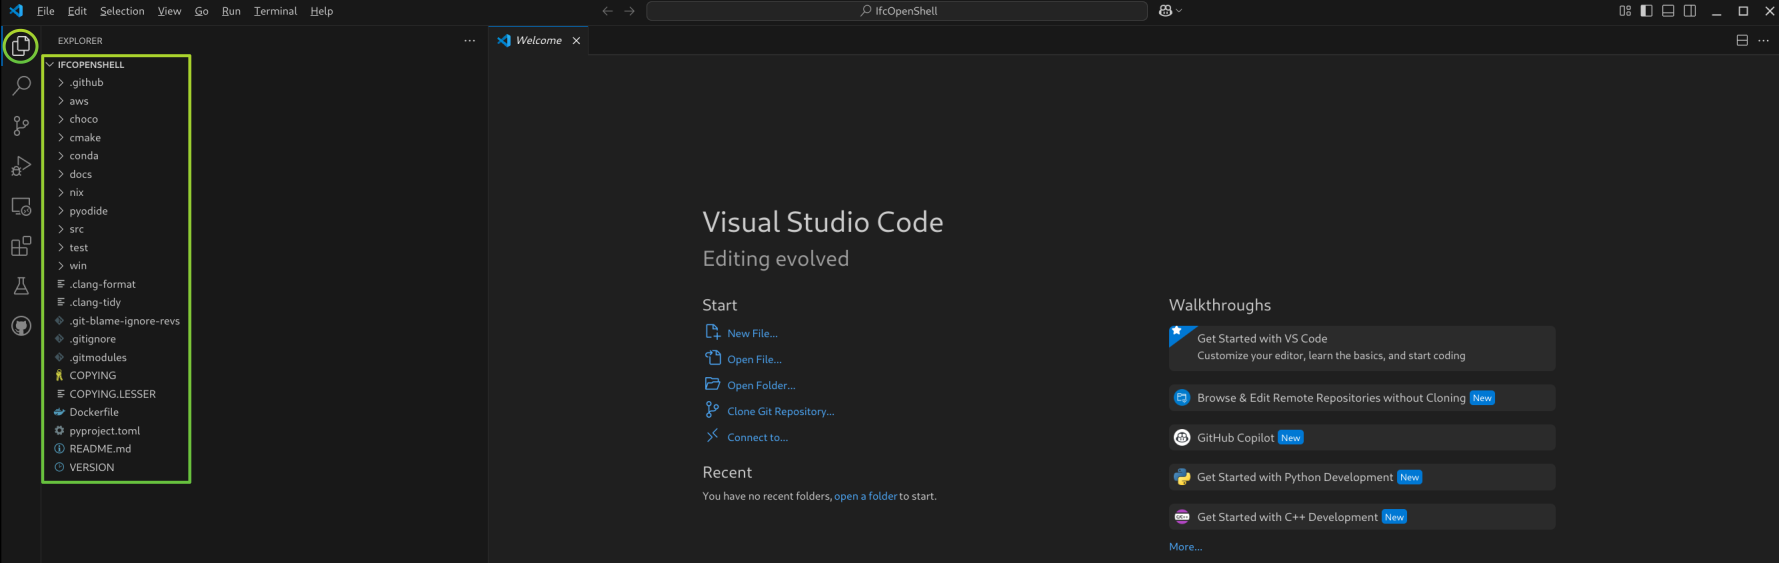 File Edit Selection View Go Run Terminal Help
IfcOpenShell
EXPLORER
IFCOPENSHELL
.github
aws
choco
cmake
conda
docs
nix
pyodide
src
test
win
.clang-format
.clang-tidy
.git-blame-ignore-revs
.gitignore
.gitmodules
COPYING
COPYING.LESSER
Dockerfile
pyproject.toml
README.md
VERSION
Welcome
Visual Studio Code
Editing evolved
Start
New File...
Open File...
Open Folder...
Clone Git Repository...
Connect to...
Recent
You have no recent folders, open a folder to start.
Walkthroughs
Get Started with VS Code
Customize your editor, learn the basics, and start coding
Browse & Edit Remote Repositories without Cloning New
GitHub Copilot New
Get Started with Python Development New
Get Started with C++ Development New
More...